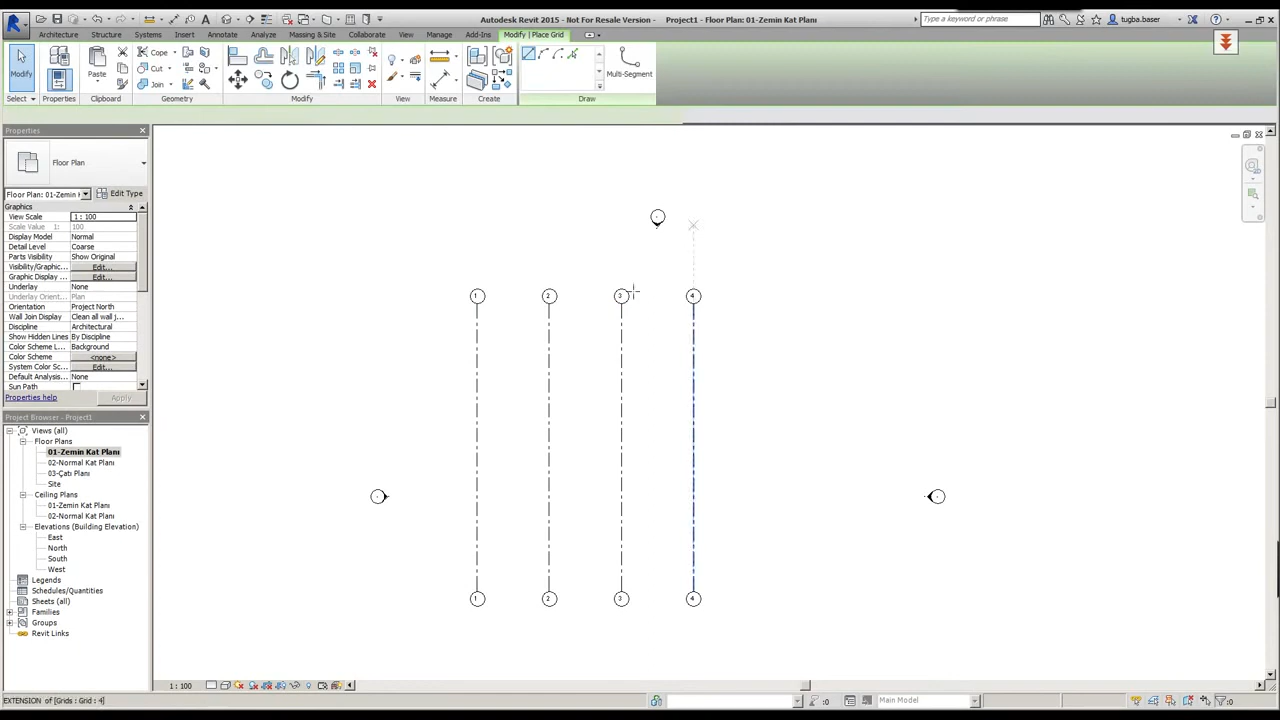 Autodesk Revit 2015 - Not For Resale Version - Project1 - Floor Plan: 01-Zemin Kat Planı
Type a keyword or phrase
tugba.baser
Architecture Structure Systems Insert Annotate Analyze Massing & Site Collaborate View Manage Add-Ins Modify | Place Grid
Modify
Properties
Paste
Cope
Cut
Join
Multi-Segment
Select Properties Clipboard Geometry Modify View Measure Create Draw
Properties
Floor Plan
Floor Plan: 01-Zemin
Edit Type
Graphics
View Scale 1 : 100
Scale Value 1: 100
Display Model Normal
Detail Level Coarse
Parts Visibility Show Original
Visibility/Graphic... Edit...
Graphic Display ... Edit...
Underlay None
Underlay Orient... Plan
Orientation Project North
Wall Join Display Clean all wall j...
Discipline Architectural
Show Hidden Lines By Discipline
Color Scheme L... Background
Color Scheme <none>
System Color Sc... Edit...
Default Analysis... None
Sun Path
Properties help
Apply
Project Browser - Project1
Views (all)
Floor Plans
01-Zemin Kat Planı
02-Normal Kat Planı
03-Çatı Planı
Site
Ceiling Plans
01-Zemin Kat Planı
02-Normal Kat Planı
Elevations (Building Elevation)
East
North
South
West
Legends
Schedules/Quantities
Sheets (all)
Families
Groups
Revit Links
1 2 3 4
1 2 3 4
1 : 100
EXTENSION of [Grids : Grid : 4]
:0
Main Model
:0